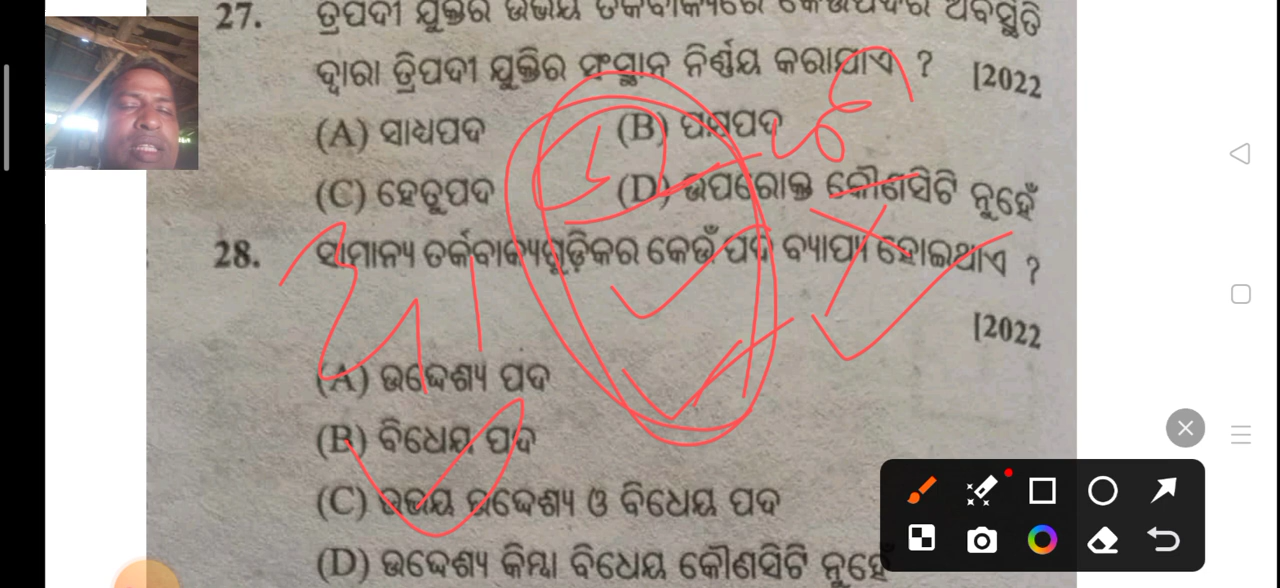 27. ତ୍ରିପଦୀ ଯୁକ୍ତିର ଉଭୟ ତର୍କବାକ୍ୟରେ କେଉଁପଦର ଅବସ୍ଥିତି
ଦ୍ୱାରା ତ୍ରିପଦୀ ଯୁକ୍ତିର ସଂସ୍ଥାନ ନିର୍ଣ୍ଣୟ କରାଯାଏ ? [2022
(A) ସାଧ୍ୟପଦ (B) ପକ୍ଷପଦ
(C) ହେତୁପଦ (D) ଉପରୋକ୍ତ କୌଣସିଟି ନୁହେଁ
28. ସାମାନ୍ୟ ତର୍କବାକ୍ୟଗୁଡ଼ିକର କେଉଁ ପଦ ବ୍ୟାପ୍ୟ ହୋଇଥାଏ ?
[2022
(A) ଉଦ୍ଦେଶ୍ୟ ପଦ
(B) ବିଧେୟ ପଦ
(C) ଉଭୟ ଉଦ୍ଦେଶ୍ୟ ଓ ବିଧେୟ ପଦ
(D) ଉଦ୍ଦେଶ୍ୟ କିମ୍ବା ବିଧେୟ କୌଣସିଟି ନୁହେଁ